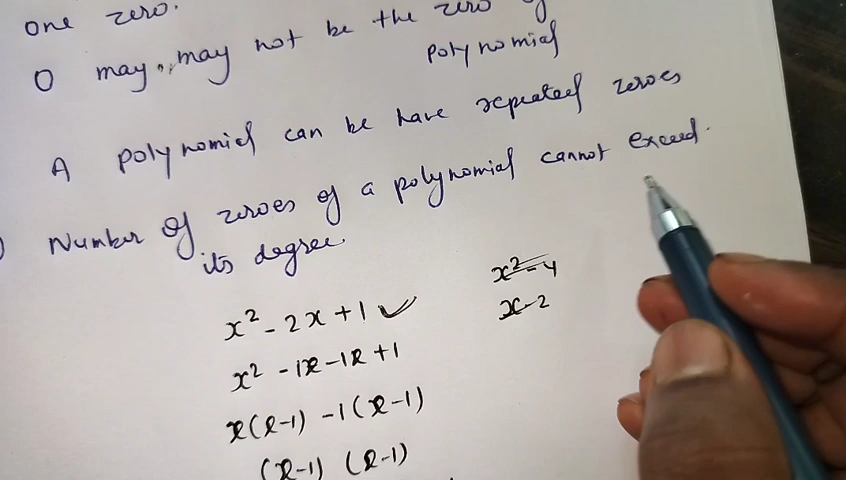 one zero.
0 may, may not be the zero of
polynomial
A polynomial can be have repeated zeroes
Number of zeroes of a polynomial cannot exceed.
its degree.
x² - 4
x - 2
x² - 2x + 1 ✓
x² - 1x - 1x + 1
x(x-1) - 1(x-1)
(x-1) (x-1)